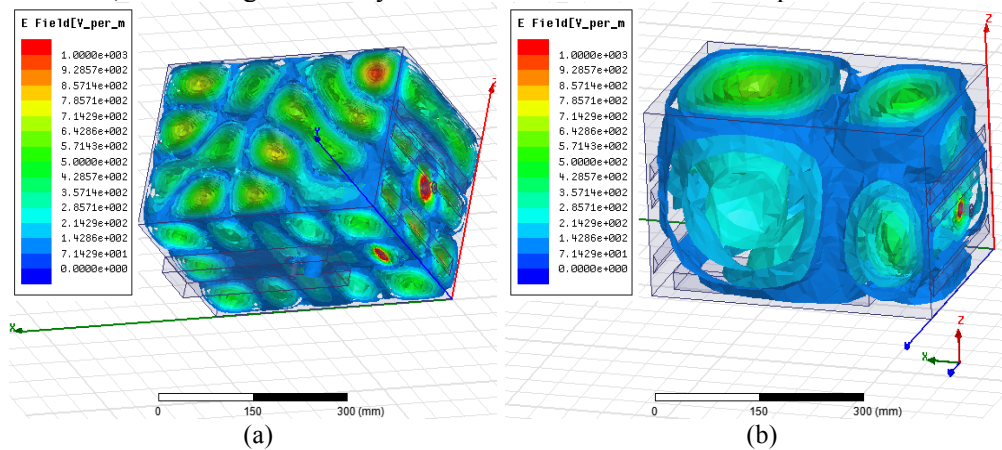 E Field[V_per_m
1.0000e+003
9.2857e+002
8.5714e+002
7.8571e+002
7.1429e+002
6.4286e+002
5.7143e+002
5.0000e+002
4.2857e+002
3.5714e+002
2.8571e+002
2.1429e+002
1.4286e+002
7.1429e+001
0.0000e+000
Z
Y
X
0 150 300 (mm)
(a)
E Field[V_per_m
1.0000e+003
9.2857e+002
8.5714e+002
7.8571e+002
7.1429e+002
6.4286e+002
5.7143e+002
5.0000e+002
4.2857e+002
3.5714e+002
2.8571e+002
2.1429e+002
1.4286e+002
7.1429e+001
0.0000e+000
Z
Z
X
0 150 300 (mm)
(b)